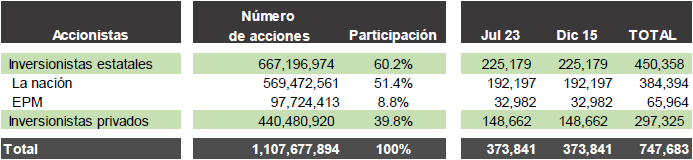 Accionistas Número de acciones Participación Jul 23 Dic 15 TOTAL
Inversionistas estatales 667,196,974 60.2% 225,179 225,179 450,358
La nación 569,472,561 51.4% 192,197 192,197 384,394
EPM 97,724,413 8.8% 32,982 32,982 65,964
Inversionistas privados 440,480,920 39.8% 148,662 148,662 297,325
Total 1,107,677,894 100% 373,841 373,841 747,683